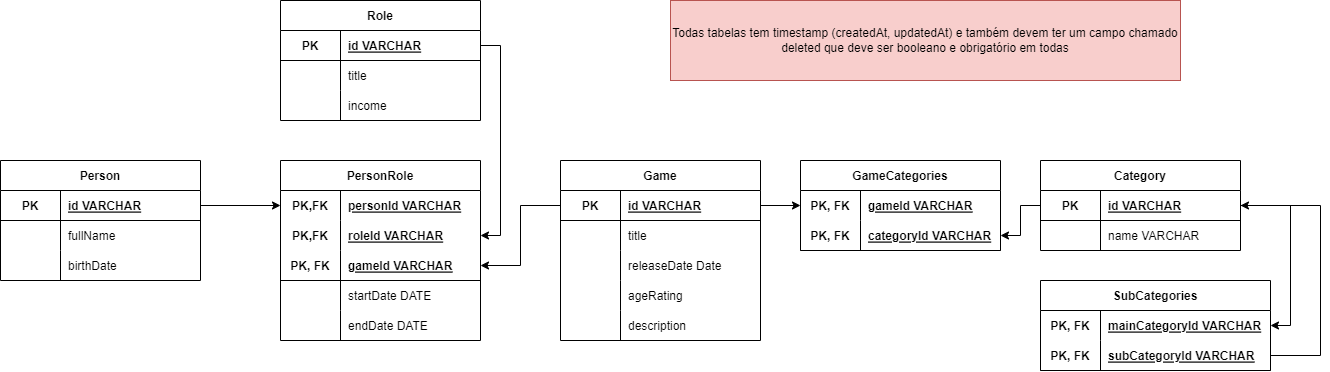 Role
PK id VARCHAR
title
income
Todas tabelas tem timestamp (createdAt, updatedAt) e também devem ter um campo chamado
deleted que deve ser booleano e obrigatório em todas
Person
PK id VARCHAR
fullName
birthDate
PersonRole
PK,FK personId VARCHAR
PK,FK roleId VARCHAR
PK, FK gameId VARCHAR
startDate DATE
endDate DATE
Game
PK id VARCHAR
title
releaseDate Date
ageRating
description
GameCategories
PK, FK gameId VARCHAR
PK, FK categoryId VARCHAR
Category
PK id VARCHAR
name VARCHAR
SubCategories
PK, FK mainCategoryId VARCHAR
PK, FK subCategoryId VARCHAR